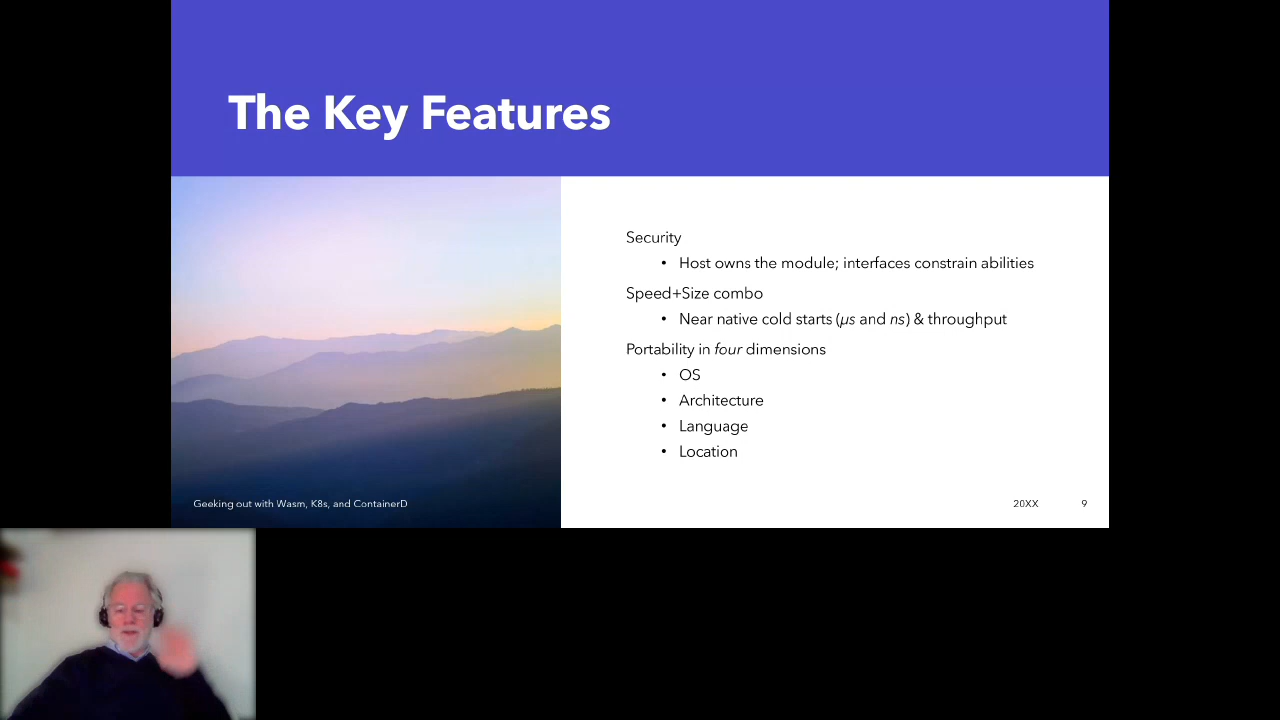 The Key Features
Security
• Host owns the module; interfaces constrain abilities
Speed+Size combo
• Near native cold starts (µs and ns) & throughput
Portability in four dimensions
• OS
• Architecture
• Language
• Location
Geeking out with Wasm, K8s, and ContainerD
20XX
9